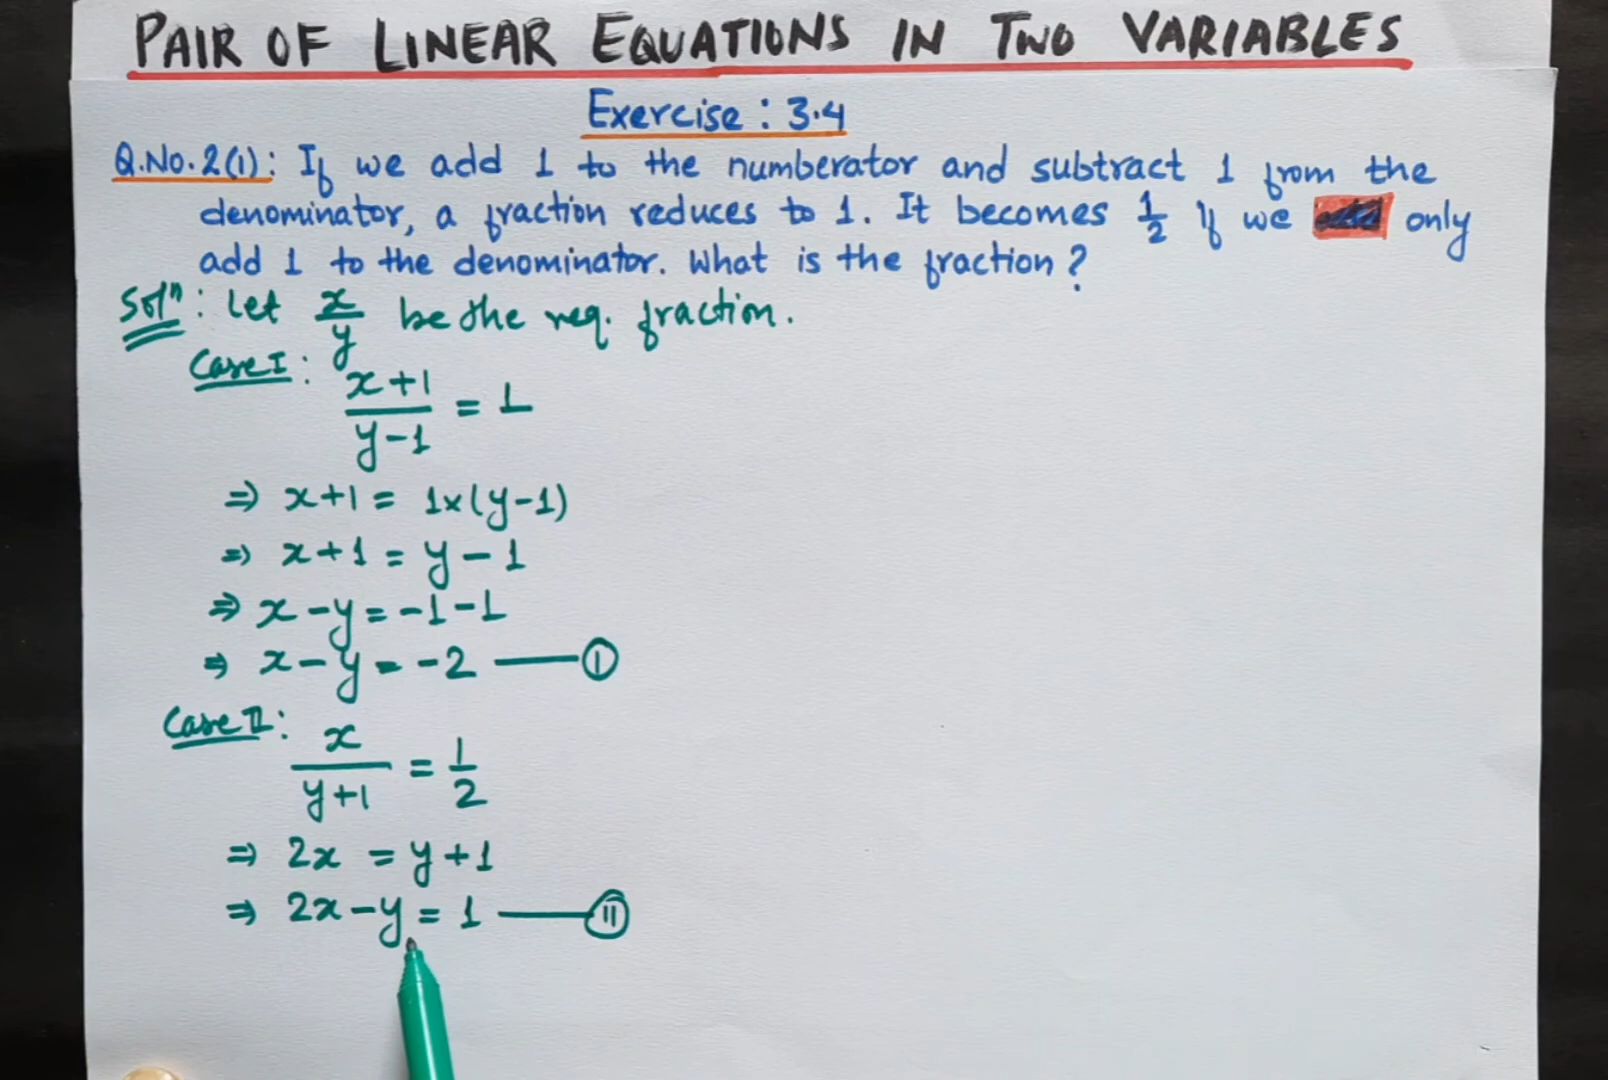 PAIR OF LINEAR EQUATIONS IN TWO VARIABLES
Exercise : 3.4
Q.No.2(1): If we add 1 to the numberator and subtract 1 from the
denominator, a fraction reduces to 1. It becomes 1/2 if we only
add 1 to the denominator. What is the fraction ?
Solⁿ: Let x/y be the req. fraction.
Case I:
(x+1)/(y-1) = 1
⇒ x+1 = 1×(y-1)
⇒ x+1 = y-1
⇒ x-y = -1-1
⇒ x-y = -2 —— (I)
Case II:
x/(y+1) = 1/2
⇒ 2x = y+1
⇒ 2x-y = 1 —— (II)